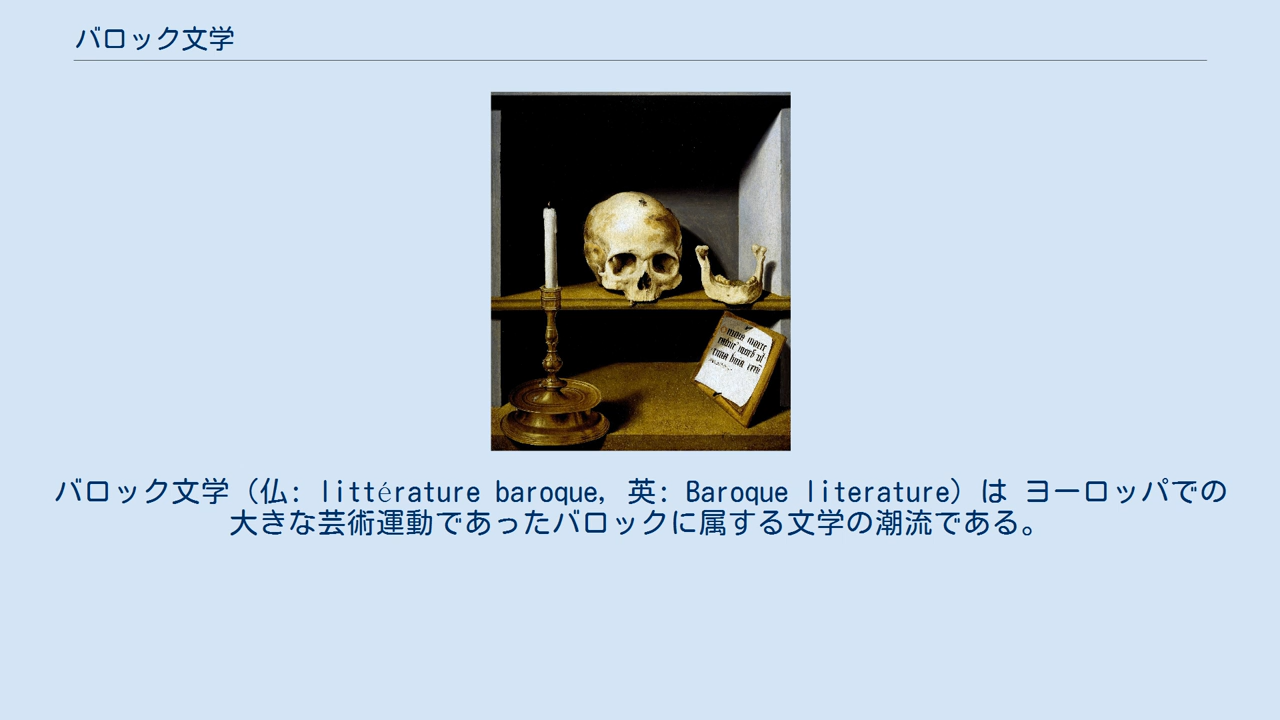 バロック文学
バロック文学（仏: littérature baroque, 英: Baroque literature）は ヨーロッパでの
大きな芸術運動であったバロックに属する文学の潮流である。